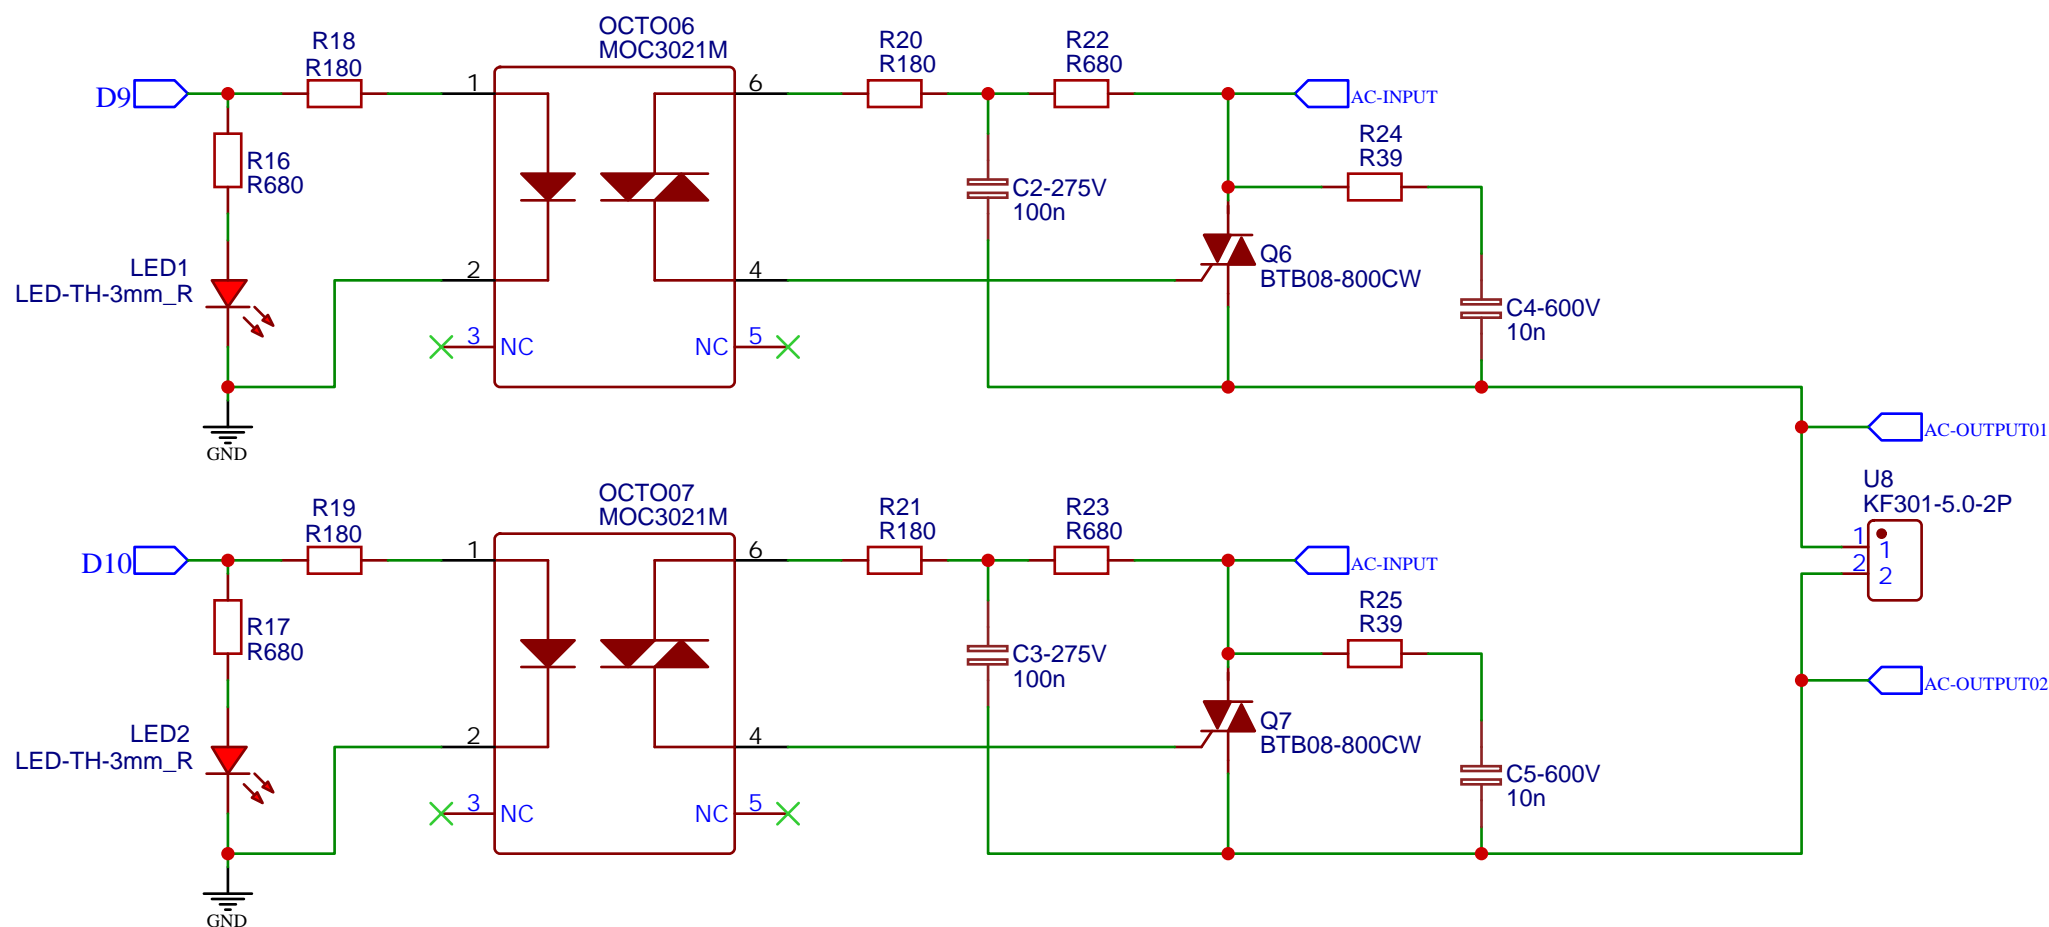 OCTO06
MOC3021M
R18
R180
R20
R180
R22
R680
D9
1
6
AC-INPUT
R24
R39
R16
R680
C2-275V
100n
Q6
BTB08-800CW
LED1
LED-TH-3mm_R
2
4
C4-600V
10n
3
NC
NC
5
GND
AC-OUTPUT01
U8
KF301-5.0-2P
1
1
2
2
OCTO07
MOC3021M
R19
R180
R21
R180
R23
R680
D10
1
6
AC-INPUT
R25
R39
R17
R680
C3-275V
100n
AC-OUTPUT02
Q7
BTB08-800CW
LED2
LED-TH-3mm_R
2
4
C5-600V
10n
3
NC
NC
5
GND